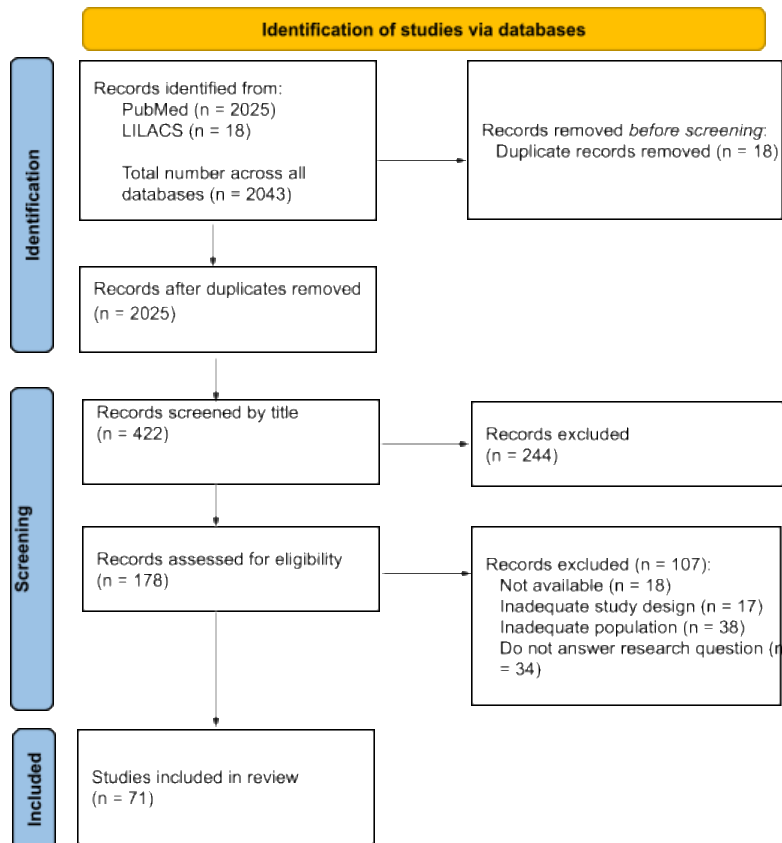 Identification of studies via databases
Identification
Records identified from:
PubMed (n = 2025)
LILACS (n = 18)
Total number across all
databases (n = 2043)
Records removed before screening:
Duplicate records removed (n = 18)
Records after duplicates removed
(n = 2025)
Screening
Records screened by title
(n = 422)
Records excluded
(n = 244)
Records assessed for eligibility
(n = 178)
Records excluded (n = 107):
Not available (n = 18)
Inadequate study design (n = 17)
Inadequate population (n = 38)
Do not answer research question (n
= 34)
Included
Studies included in review
(n = 71)